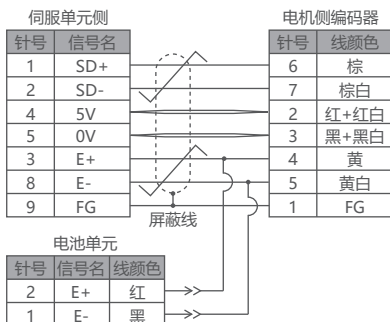 伺服单元侧 电机侧编码器
针号 信号名 针号 线颜色
1 SD+ 6 棕
2 SD- 7 棕白
4 5V 2 红+红白
5 0V 3 黑+黑白
3 E+ 4 黄
8 E- 5 黄白
9 FG 1 FG
屏蔽线
电池单元
针号 信号名 线颜色
2 E+ 红
1 E- 黑